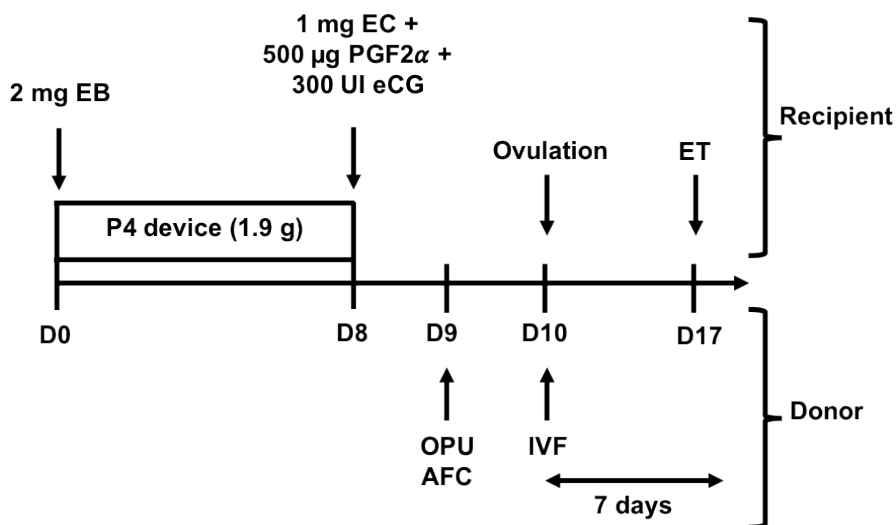 1 mg EC +
500 µg PGF2α +
300 UI eCG
2 mg EB
Recipient
Ovulation
ET
P4 device (1.9 g)
D0
D8
D9
D10
D17
Donor
OPU
AFC
IVF
7 days